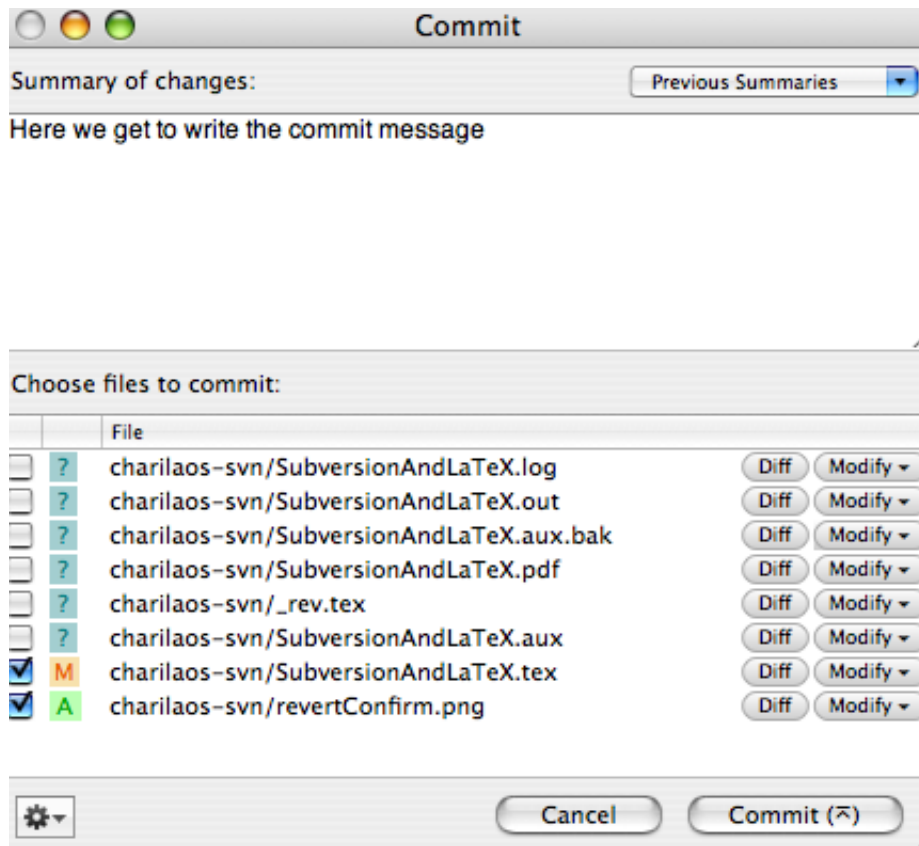 Commit
Summary of changes: Previous Summaries
Here we get to write the commit message
Choose files to commit:
File
? charilaos-svn/SubversionAndLaTeX.log Diff Modify
? charilaos-svn/SubversionAndLaTeX.out Diff Modify
? charilaos-svn/SubversionAndLaTeX.aux.bak Diff Modify
? charilaos-svn/SubversionAndLaTeX.pdf Diff Modify
? charilaos-svn/_rev.tex Diff Modify
? charilaos-svn/SubversionAndLaTeX.aux Diff Modify
M charilaos-svn/SubversionAndLaTeX.tex Diff Modify
A charilaos-svn/revertConfirm.png Diff Modify
Cancel Commit (⌅)